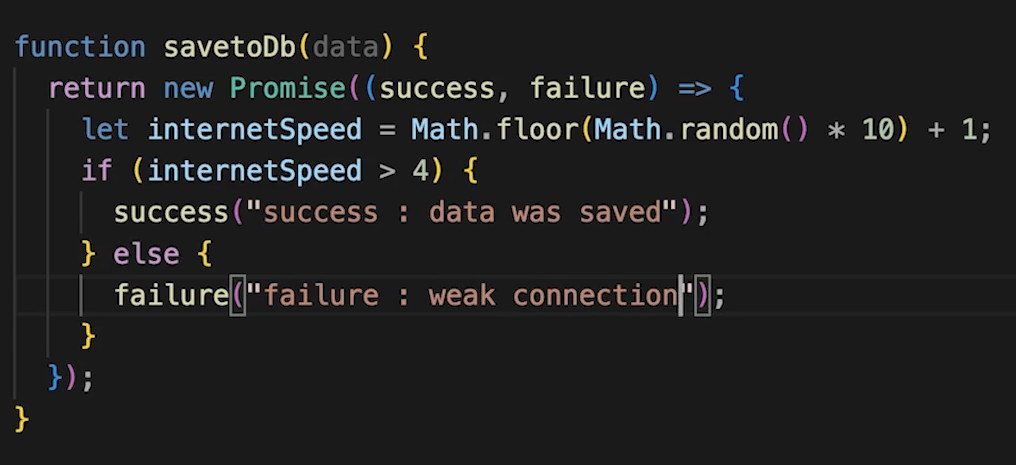 function savetoDb(data) {
  return new Promise((success, failure) => {
    let internetSpeed = Math.floor(Math.random() * 10) + 1;
    if (internetSpeed > 4) {
      success("success : data was saved");
    } else {
      failure("failure : weak connection");
    }
  });
}